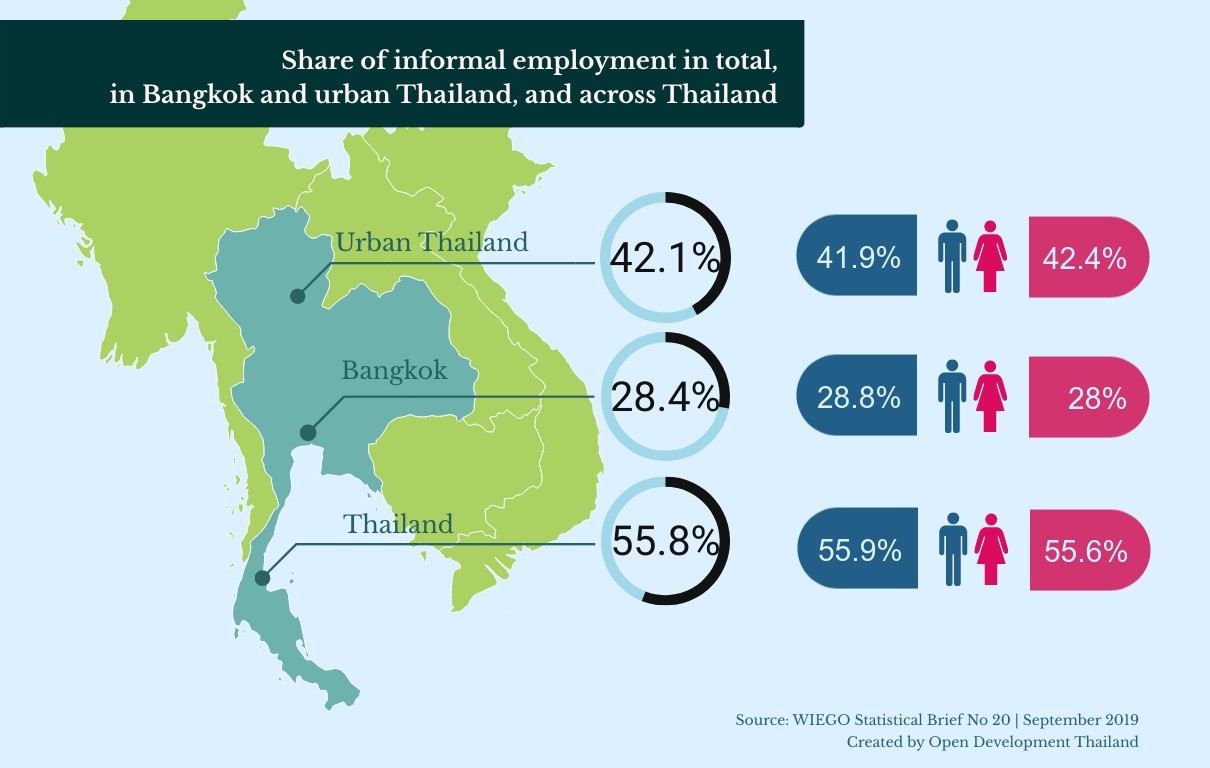 Share of informal employment in total,
in Bangkok and urban Thailand, and across Thailand
Urban Thailand
42.1%
41.9%
42.4%
Bangkok
28.4%
28.8%
28%
Thailand
55.8%
55.9%
55.6%
Source: WIEGO Statistical Brief No 20 | September 2019
Created by Open Development Thailand